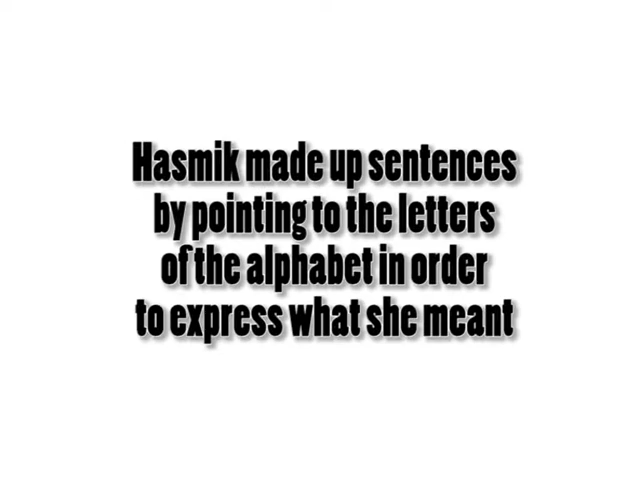 Hasmik made up sentences
by pointing to the letters
of the alphabet in order
to express what she meant